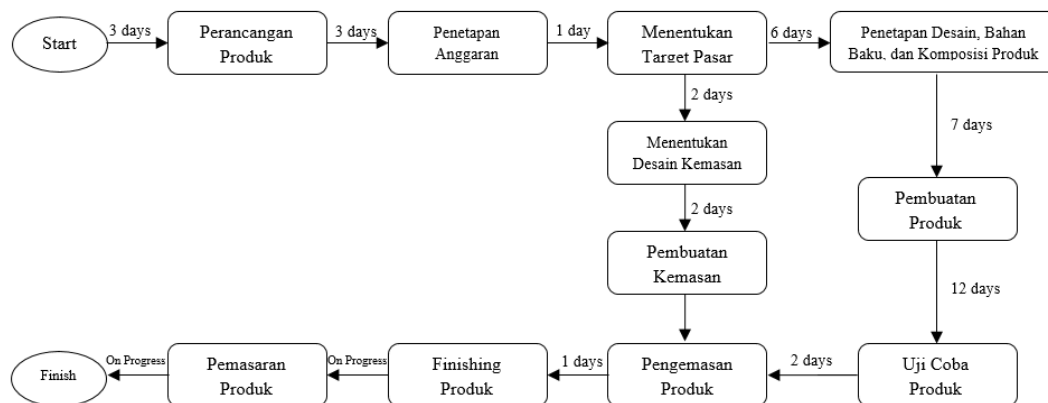 Start
3 days
Perancangan
Produk
3 days
Penetapan
Anggaran
1 day
Menentukan
Target Pasar
6 days
Penetapan Desain, Bahan
Baku, dan Komposisi Produk
2 days
7 days
Menentukan
Desain Kemasan
2 days
Pembuatan
Produk
Pembuatan
Kemasan
12 days
Finish
On Progress
Pemasaran
Produk
On Progress
Finishing
Produk
1 days
Pengemasan
Produk
2 days
Uji Coba
Produk